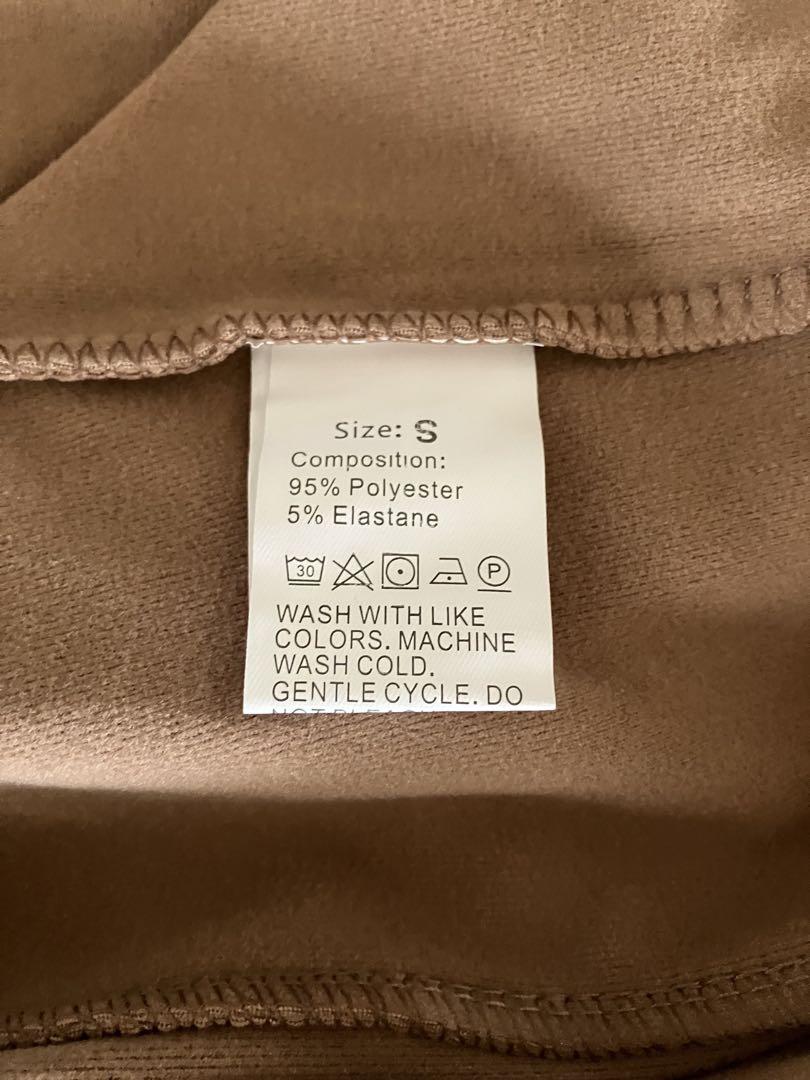 Size: S
Composition:
95% Polyester
5% Elastane
30 P
WASH WITH LIKE
COLORS. MACHINE
WASH COLD.
GENTLE CYCLE. DO